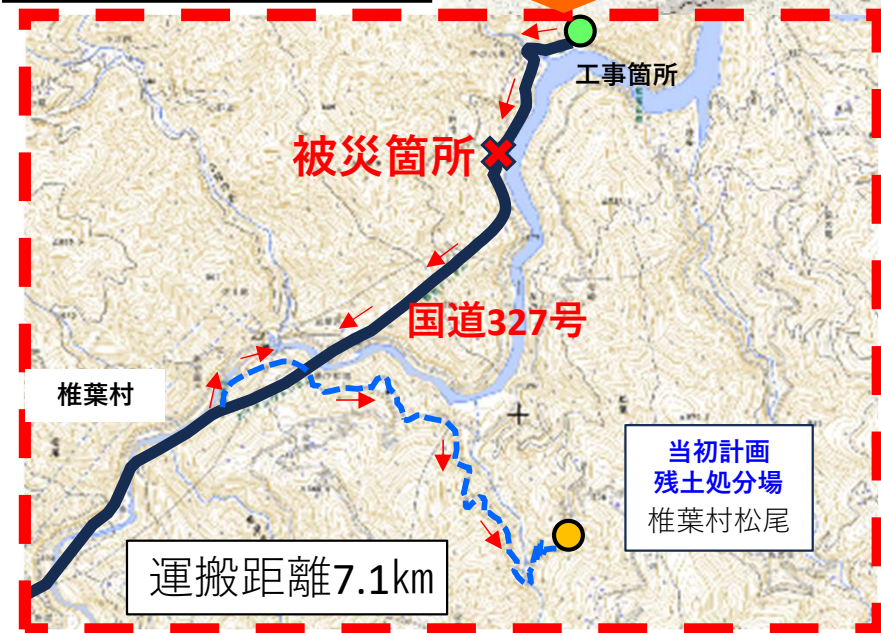 工事箇所
被災箇所
国道327号
椎葉村
当初計画
残土処分場
椎葉村松尾
運搬距離7.1km